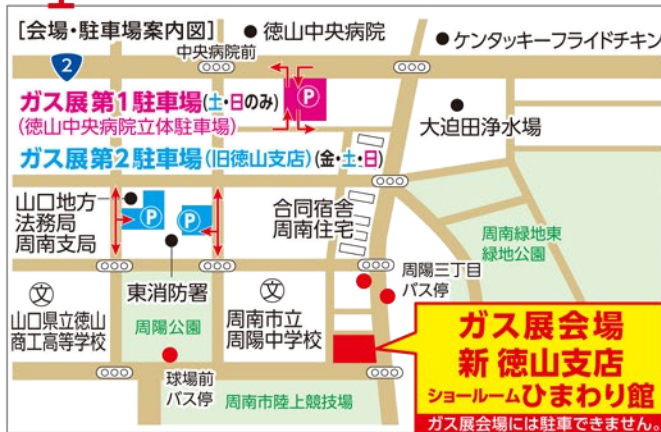 [会場・駐車場案内図]
徳山中央病院
ケンタッキーフライドチキン
中央病院前
2
ガス展第1駐車場(土・日のみ)
(徳山中央病院立体駐車場)
P
大迫田浄水場
ガス展第2駐車場(旧徳山支店)(金・土・日)
山口地方
法務局
周南支局
P
P
合同宿舎
周南住宅
周南緑地東
緑地公園
東消防署
周陽三丁目
バス停
文
山口県立徳山
商工高等学校
周陽公園
文
周南市立
周陽中学校
球場前
バス停
周南市陸上競技場
ガス展会場
新 徳山支店
ショールームひまわり館
ガス展会場には駐車できません。